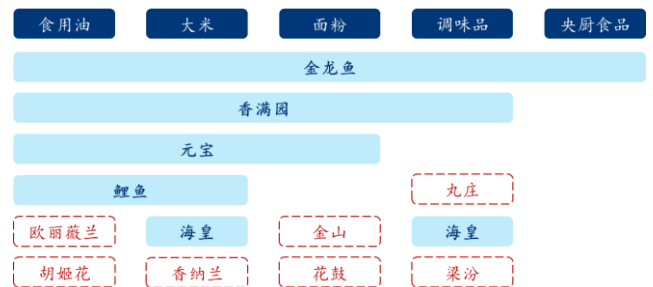 食用油 大米 面粉 调味品 央厨食品
金龙鱼
香满园
元宝
鲤鱼 丸庄
欧丽薇兰 海皇 金山 海皇
胡姬花 香纳兰 花鼓 梁汾